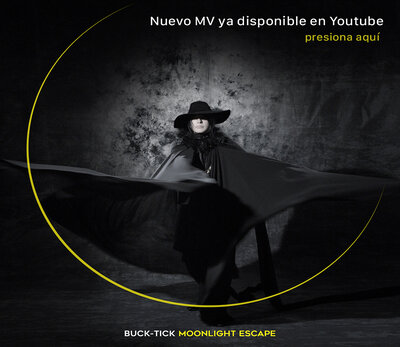 Nuevo MV ya disponible en Youtube
presiona aquí
BUCK-TICK MOONLIGHT ESCAPE